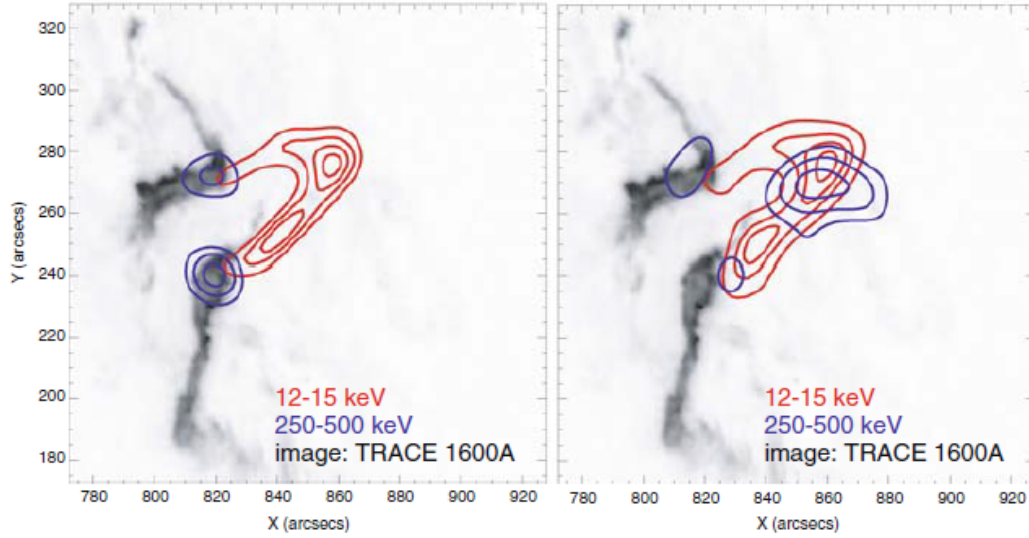 320
300
280
260
240
220
200
180
Y (arcsecs)
12-15 keV
250-500 keV
image: TRACE 1600A
780 800 820 840 860 880 900 920
X (arcsecs)
12-15 keV
250-500 keV
image: TRACE 1600A
780 800 820 840 860 880 900 920
X (arcsecs)